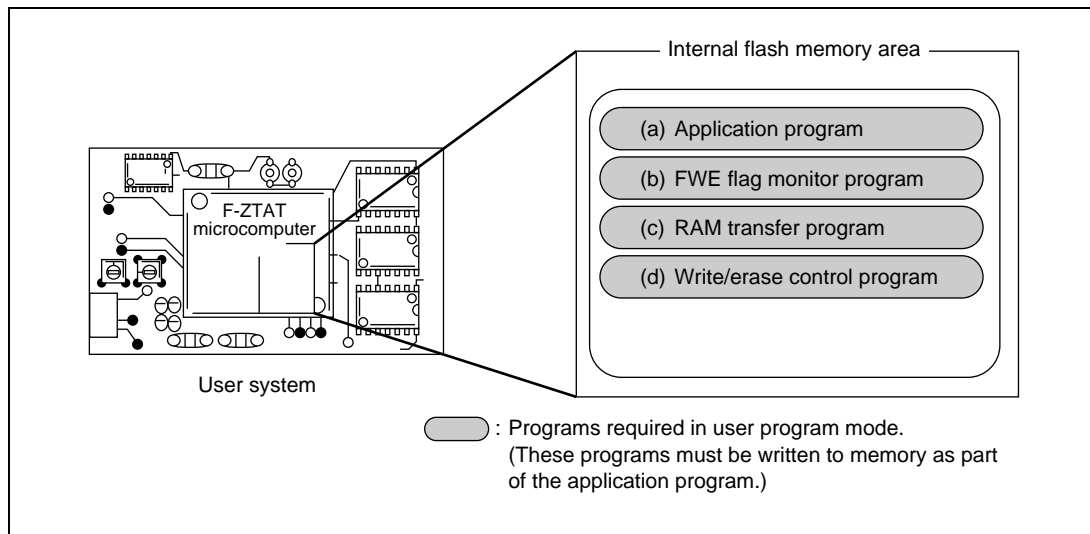 Internal flash memory area
(a) Application program
(b) FWE flag monitor program
(c) RAM transfer program
(d) Write/erase control program
F-ZTAT
microcomputer
User system
: Programs required in user program mode.
(These programs must be written to memory as part
of the application program.)